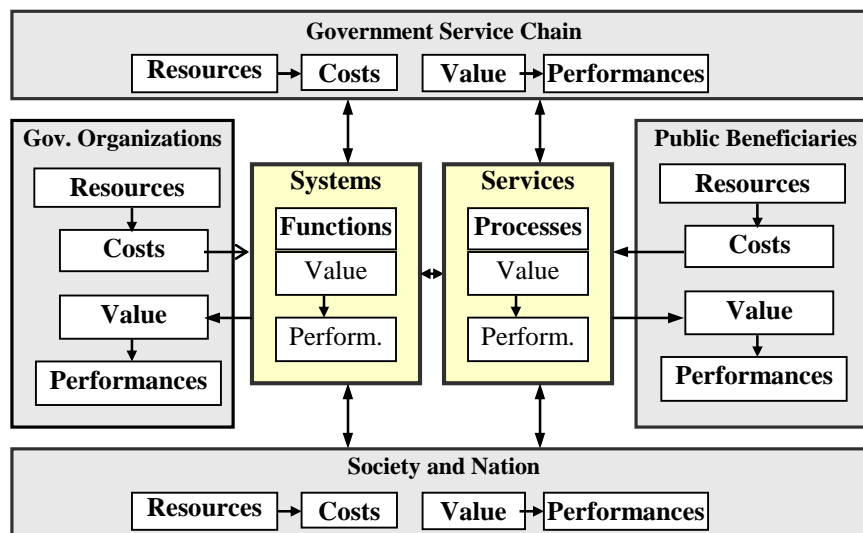 Government Service Chain
Resources Costs Value Performances
Gov. Organizations
Resources
Costs
Value
Performances
Systems
Functions
Value
Perform.
Services
Processes
Value
Perform.
Public Beneficiaries
Resources
Costs
Value
Performances
Society and Nation
Resources Costs Value Performances